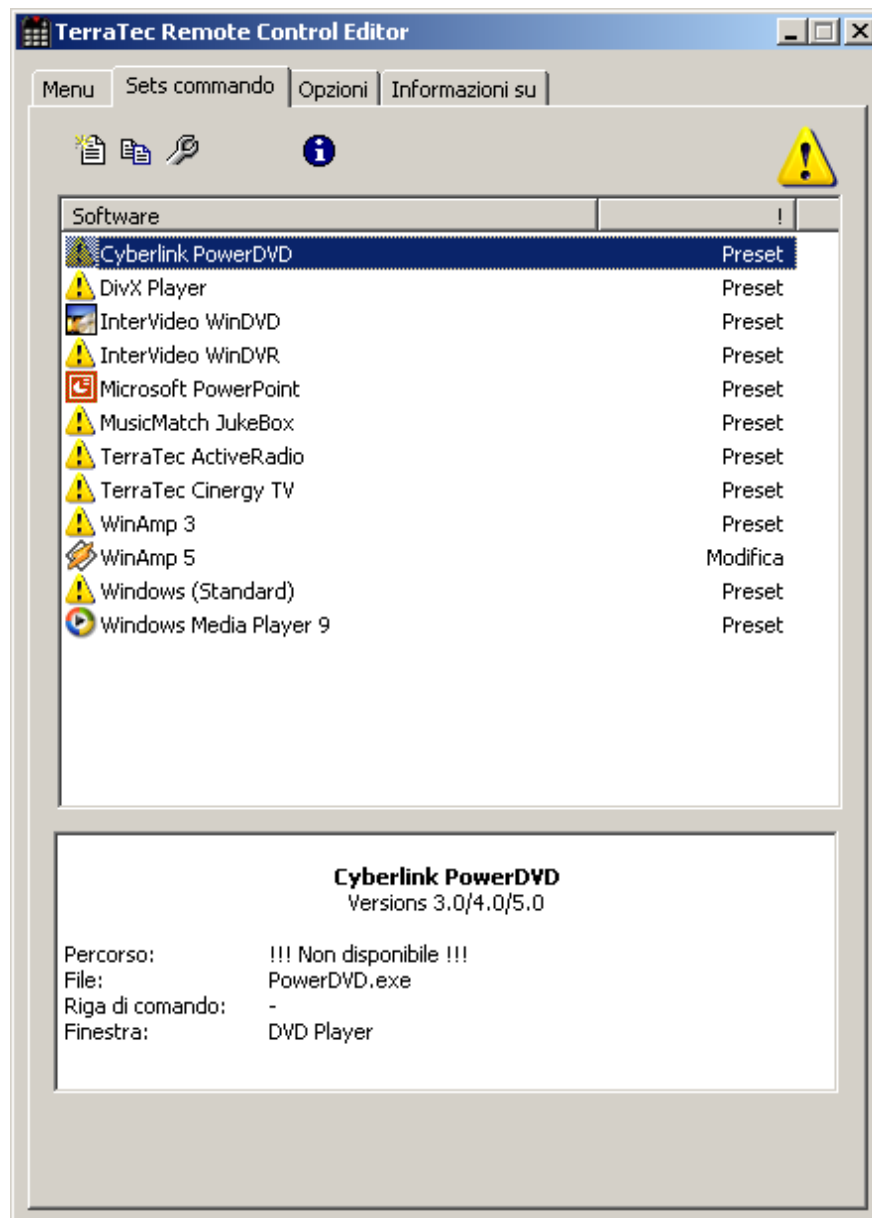 TerraTec Remote Control Editor
Menu Sets commando Opzioni Informazioni su
Software !
Cyberlink PowerDVD Preset
DivX Player Preset
InterVideo WinDVD Preset
InterVideo WinDVR Preset
Microsoft PowerPoint Preset
MusicMatch JukeBox Preset
TerraTec ActiveRadio Preset
TerraTec Cinergy TV Preset
WinAmp 3 Preset
WinAmp 5 Modifica
Windows (Standard) Preset
Windows Media Player 9 Preset
Cyberlink PowerDVD
Versions 3.0/4.0/5.0
Percorso: !!! Non disponibile !!!
File: PowerDVD.exe
Riga di comando: -
Finestra: DVD Player